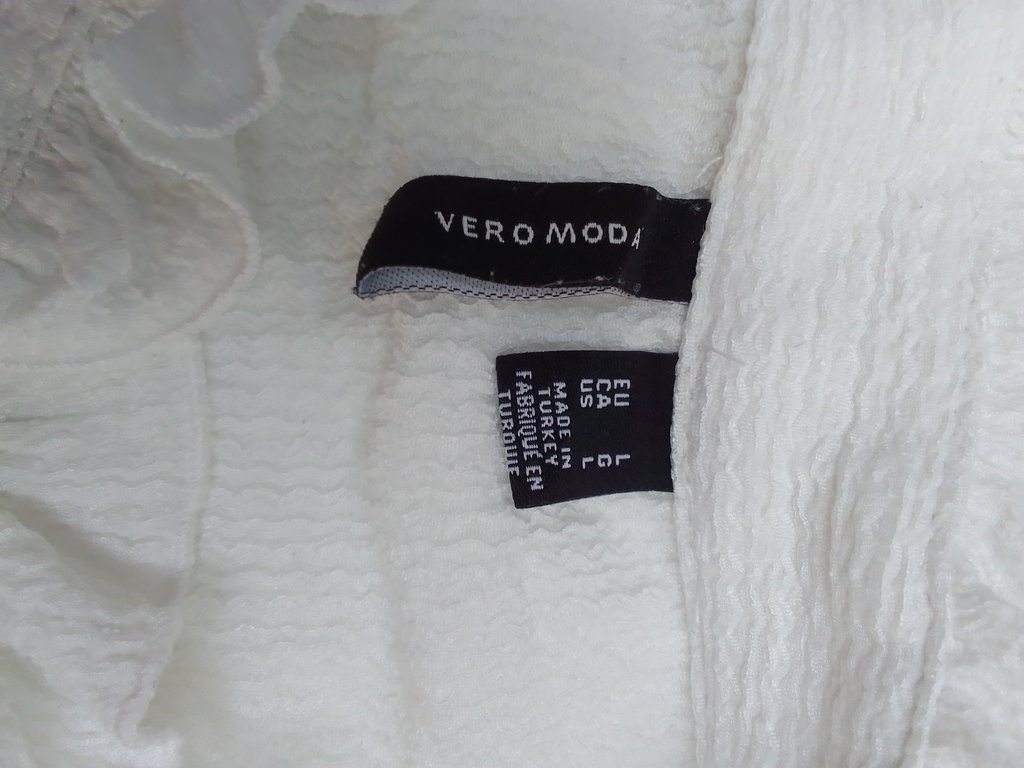 VERO MODA
EU L
CA G
US L
MADE IN
TURKEY
FABRIQUÉ EN
TURQUIE